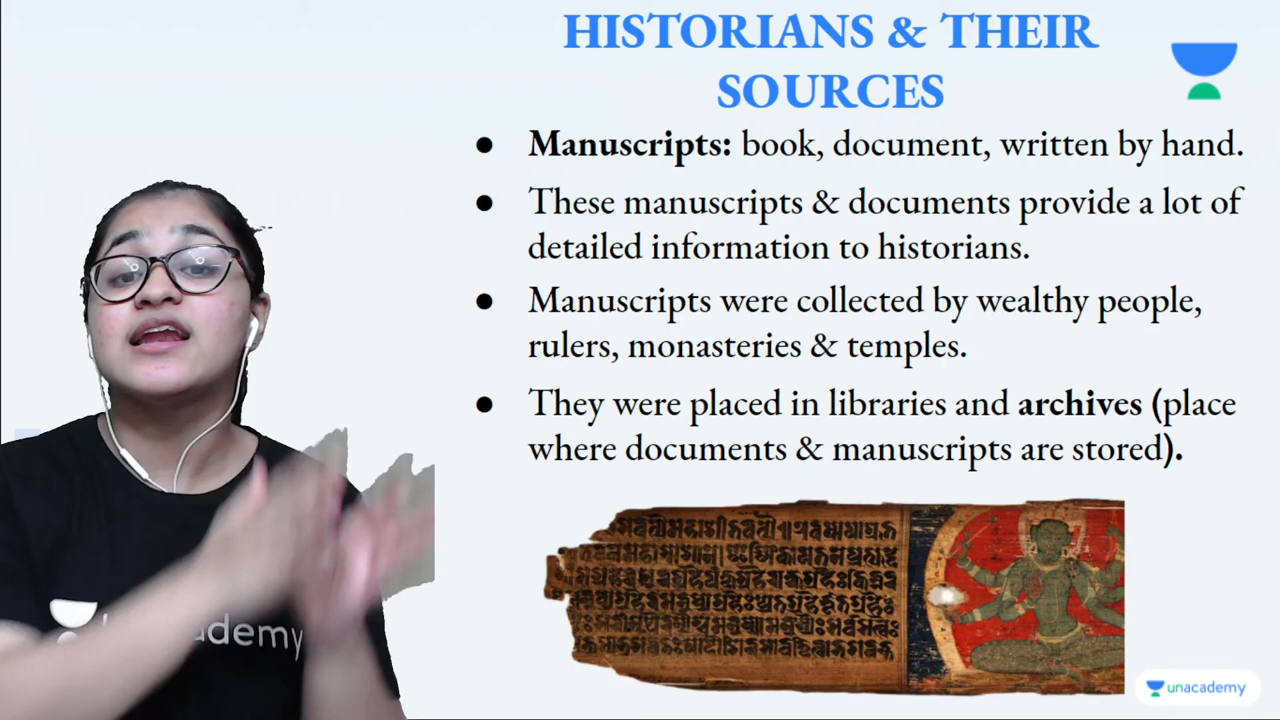 HISTORIANS & THEIR
SOURCES
● Manuscripts: book, document, written by hand.
● These manuscripts & documents provide a lot of
detailed information to historians.
● Manuscripts were collected by wealthy people,
rulers, monasteries & temples.
● They were placed in libraries and archives (place
where documents & manuscripts are stored).
unacademy